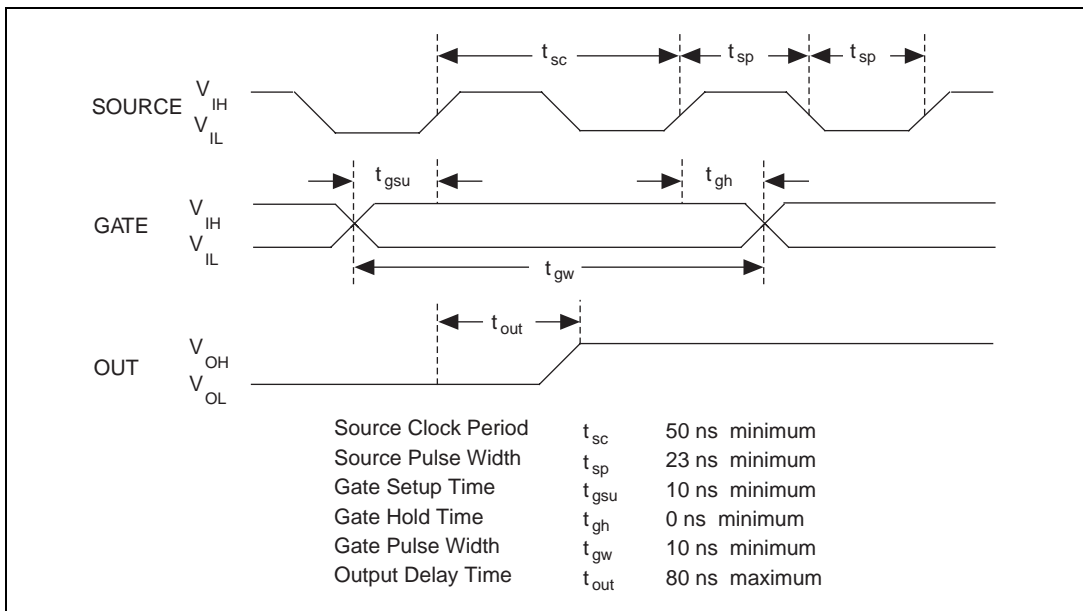 t sc t sp t sp
SOURCE V IH
V IL
t gsu t gh
GATE V IH
V IL
t gw
t out
OUT V OH
V OL
Source Clock Period t sc 50 ns minimum
Source Pulse Width t sp 23 ns minimum
Gate Setup Time t gsu 10 ns minimum
Gate Hold Time t gh 0 ns minimum
Gate Pulse Width t gw 10 ns minimum
Output Delay Time t out 80 ns maximum